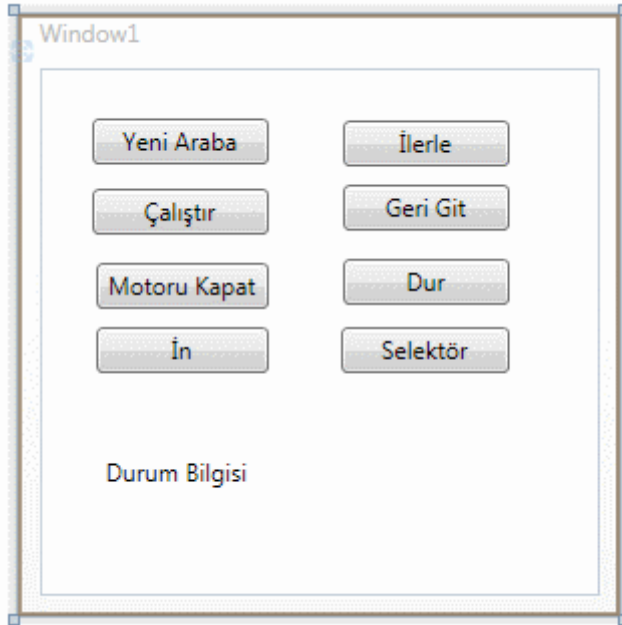 Window1
Yeni Araba
İlerle
Çalıştır
Geri Git
Motoru Kapat
Dur
İn
Selektör
Durum Bilgisi